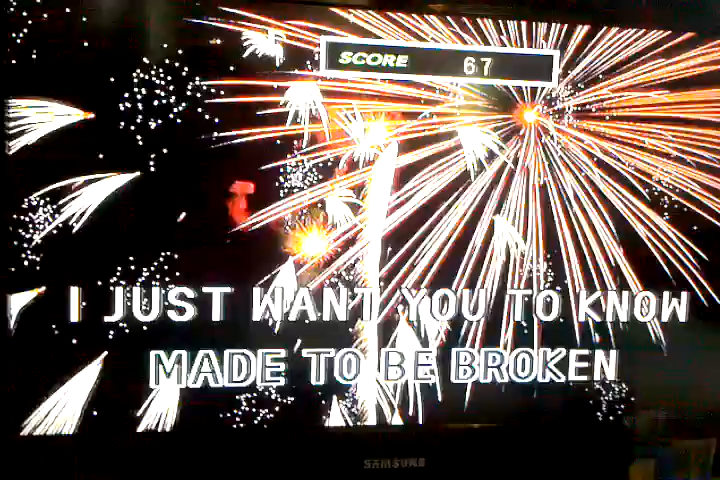 SCORE 67
I JUST WANT YOU TO KNOW
MADE TO BE BROKEN
SAMSUNG